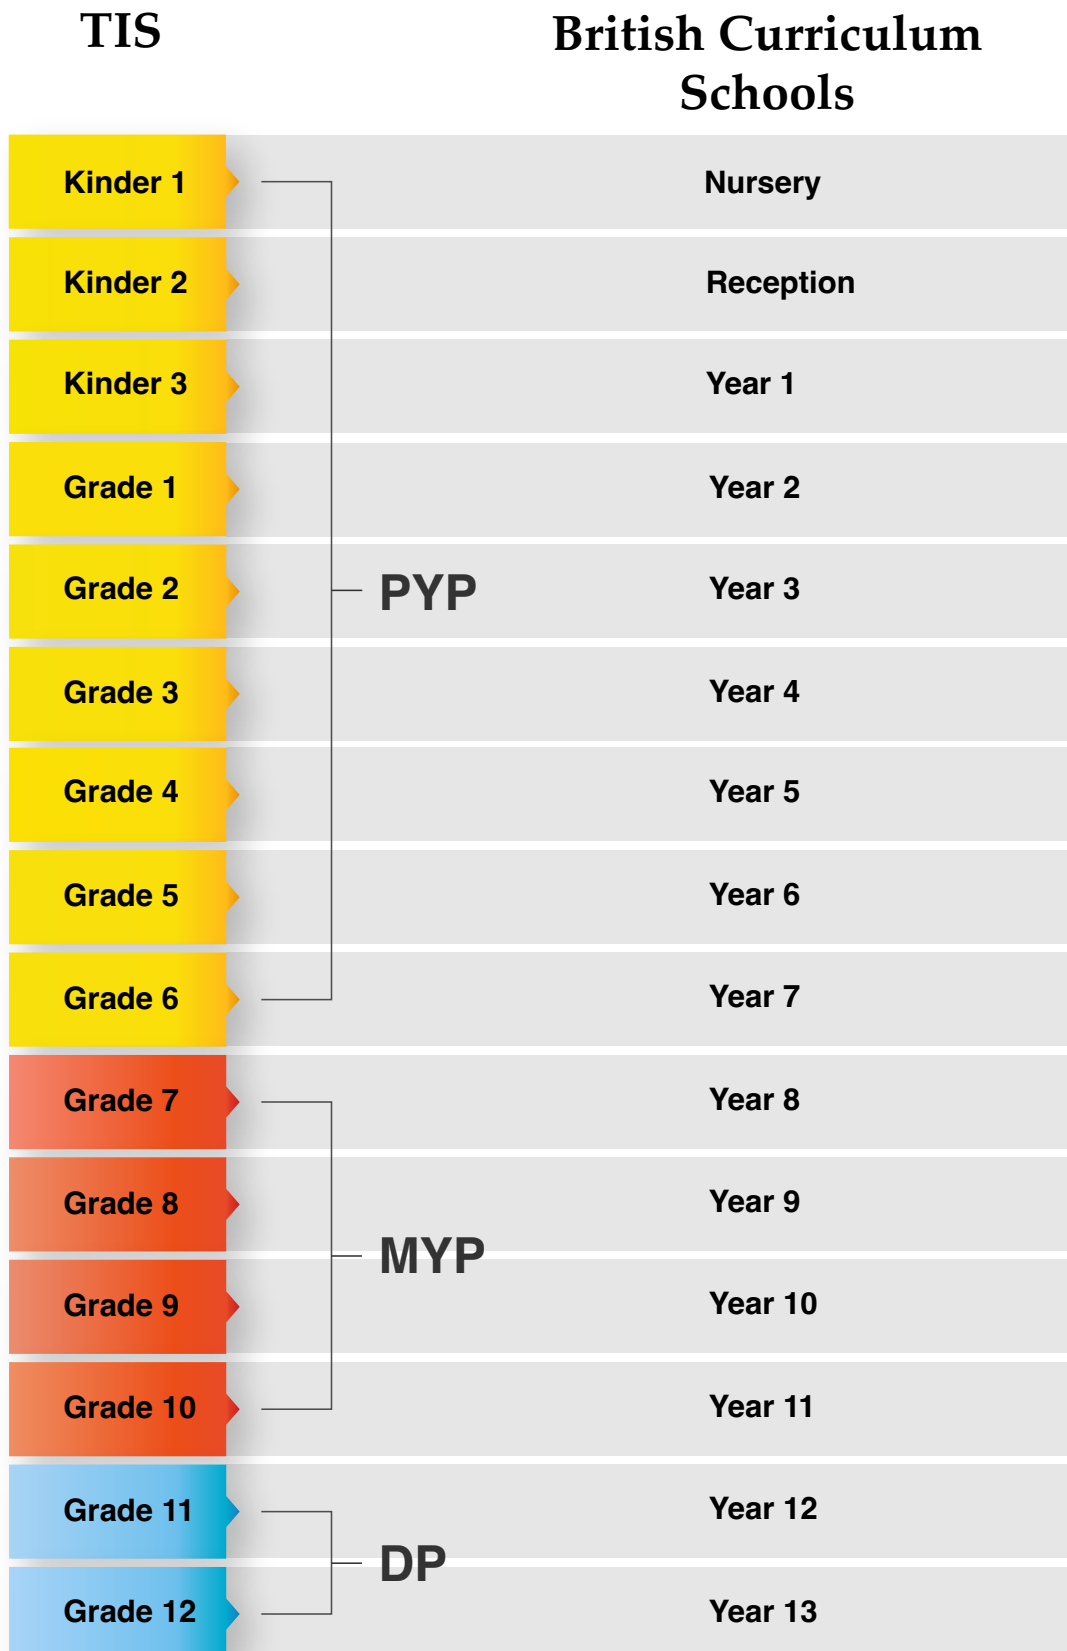 TIS
British Curriculum
Schools
Kinder 1
Nursery
Kinder 2
Reception
Kinder 3
Year 1
Grade 1
Year 2
Grade 2
PYP
Year 3
Grade 3
Year 4
Grade 4
Year 5
Grade 5
Year 6
Grade 6
Year 7
Grade 7
Year 8
Grade 8
Year 9
MYP
Grade 9
Year 10
Grade 10
Year 11
Grade 11
Year 12
DP
Grade 12
Year 13